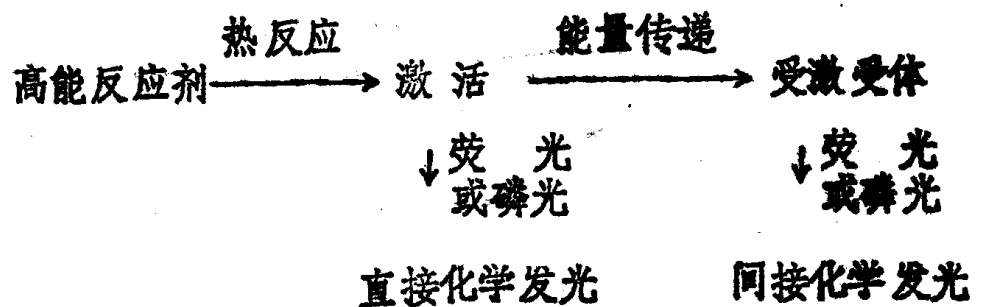 热反应 能量传递
高能反应剂 → 激活 → 受激受体
↓ 荧光 ↓ 荧光
或磷光 或磷光
直接化学发光 间接化学发光